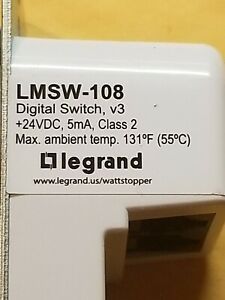 LMSW-108
Digital Switch, v3
+24VDC, 5mA, Class 2
Max. ambient temp. 131ºF (55ºC)
legrand
www.legrand.us/wattstopper